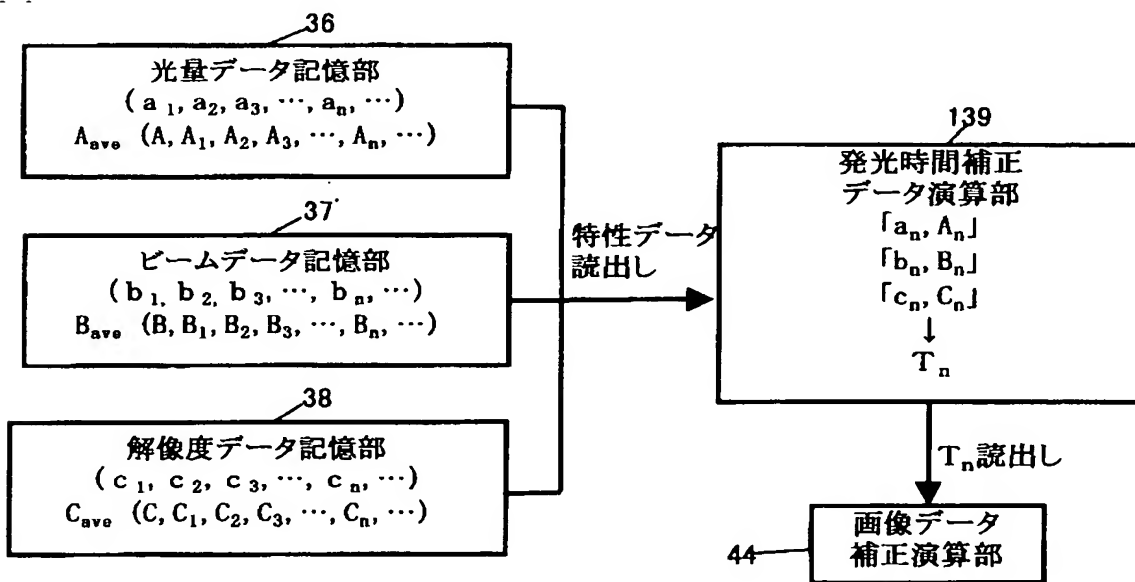 36
光量データ記憶部
(a1, a2, a3, …, an, …)
Aave (A, A1, A2, A3, …, An, …)
37
ビームデータ記憶部
(b1, b2, b3, …, bn, …)
Bave (B, B1, B2, B3, …, Bn, …)
38
解像度データ記憶部
(c1, c2, c3, …, cn, …)
Cave (C, C1, C2, C3, …, Cn, …)
特性データ
読出し
139
発光時間補正
データ演算部
「an, An」
「bn, Bn」
「cn, Cn」
↓
Tn
Tn読出し
44
画像データ
補正演算部